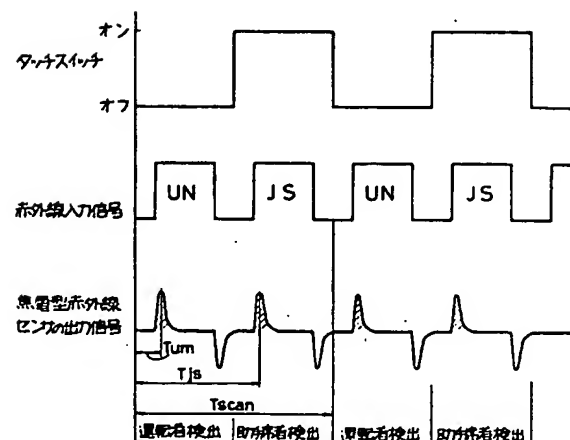 オン
タッチスイッチ
オフ
赤外線入力信号
UN
JS
UN
JS
焦電型赤外線
センサの出力信号
Tum
Tjs
Tscan
運転者検出
助手席者検出
運転者検出
助手席者検出